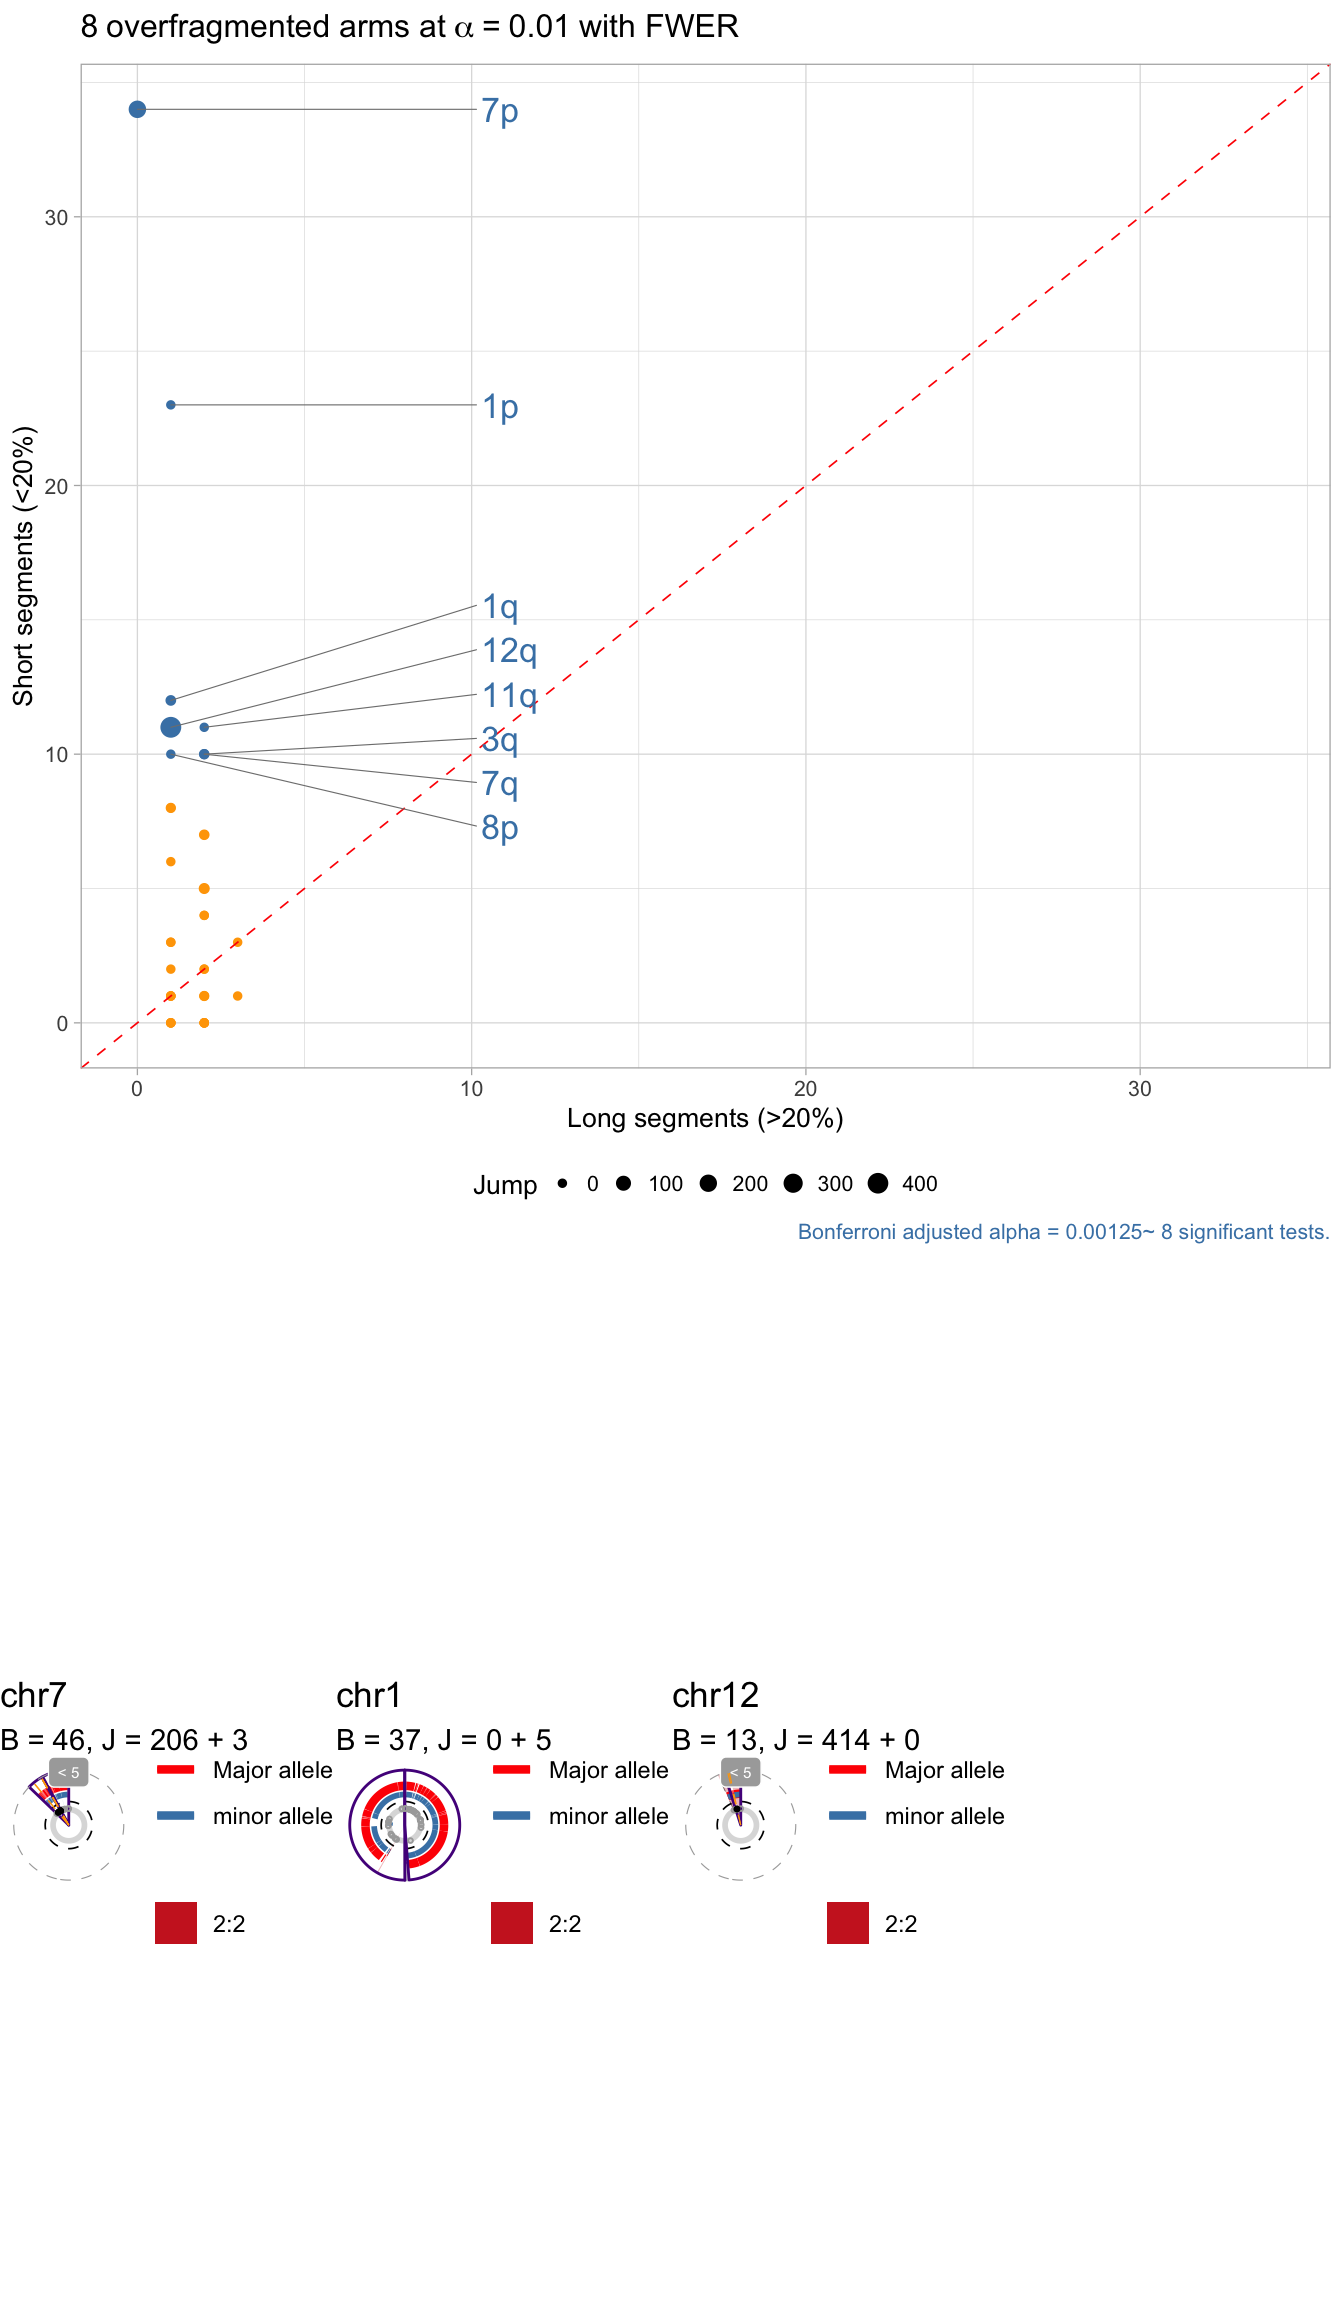 8 overfragmented arms at α = 0.01 with FWER
7p
30
1p
20
Short segments (<20%)
1q
12q
11q
3q
10
7q
8p
0
0 10 20 30
Long segments (>20%)
Jump 0 100 200 300 400
Bonferroni adjusted alpha = 0.00125~ 8 significant tests.
chr7
B = 46, J = 206 + 3
< 5
Major allele
minor allele
2:2
chr1
B = 37, J = 0 + 5
Major allele
minor allele
2:2
chr12
B = 13, J = 414 + 0
< 5
Major allele
minor allele
2:2